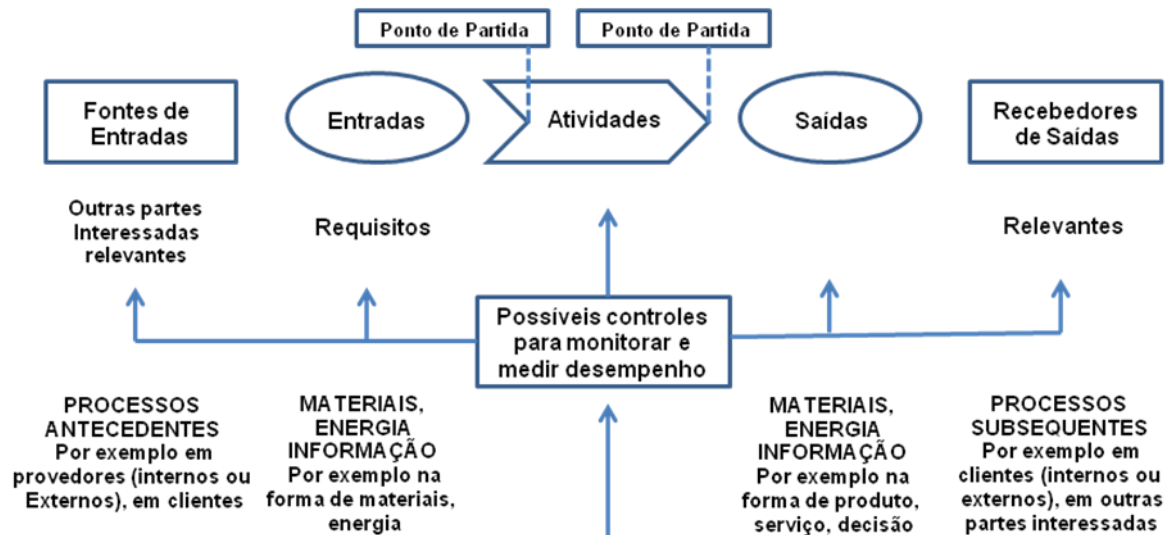 Ponto de Partida
Ponto de Partida
Fontes de
Entradas
Entradas
Atividades
Saídas
Recebedores
de Saídas
Outras partes
Interessadas
relevantes
Requisitos
Relevantes
Possíveis controles
para monitorar e
medir desempenho
PROCESSOS
ANTECEDENTES
Por exemplo em
provedores (internos ou
Externos), em clientes
MATERIAIS,
ENERGIA
INFORMAÇÃO
Por exemplo na
forma de materiais,
energia
MATERIAIS,
ENERGIA
INFORMAÇÃO
Por exemplo na
forma de produto,
serviço, decisão
PROCESSOS
SUBSEQUENTES
Por exemplo em
clientes (internos ou
externos), em outras
partes interessadas